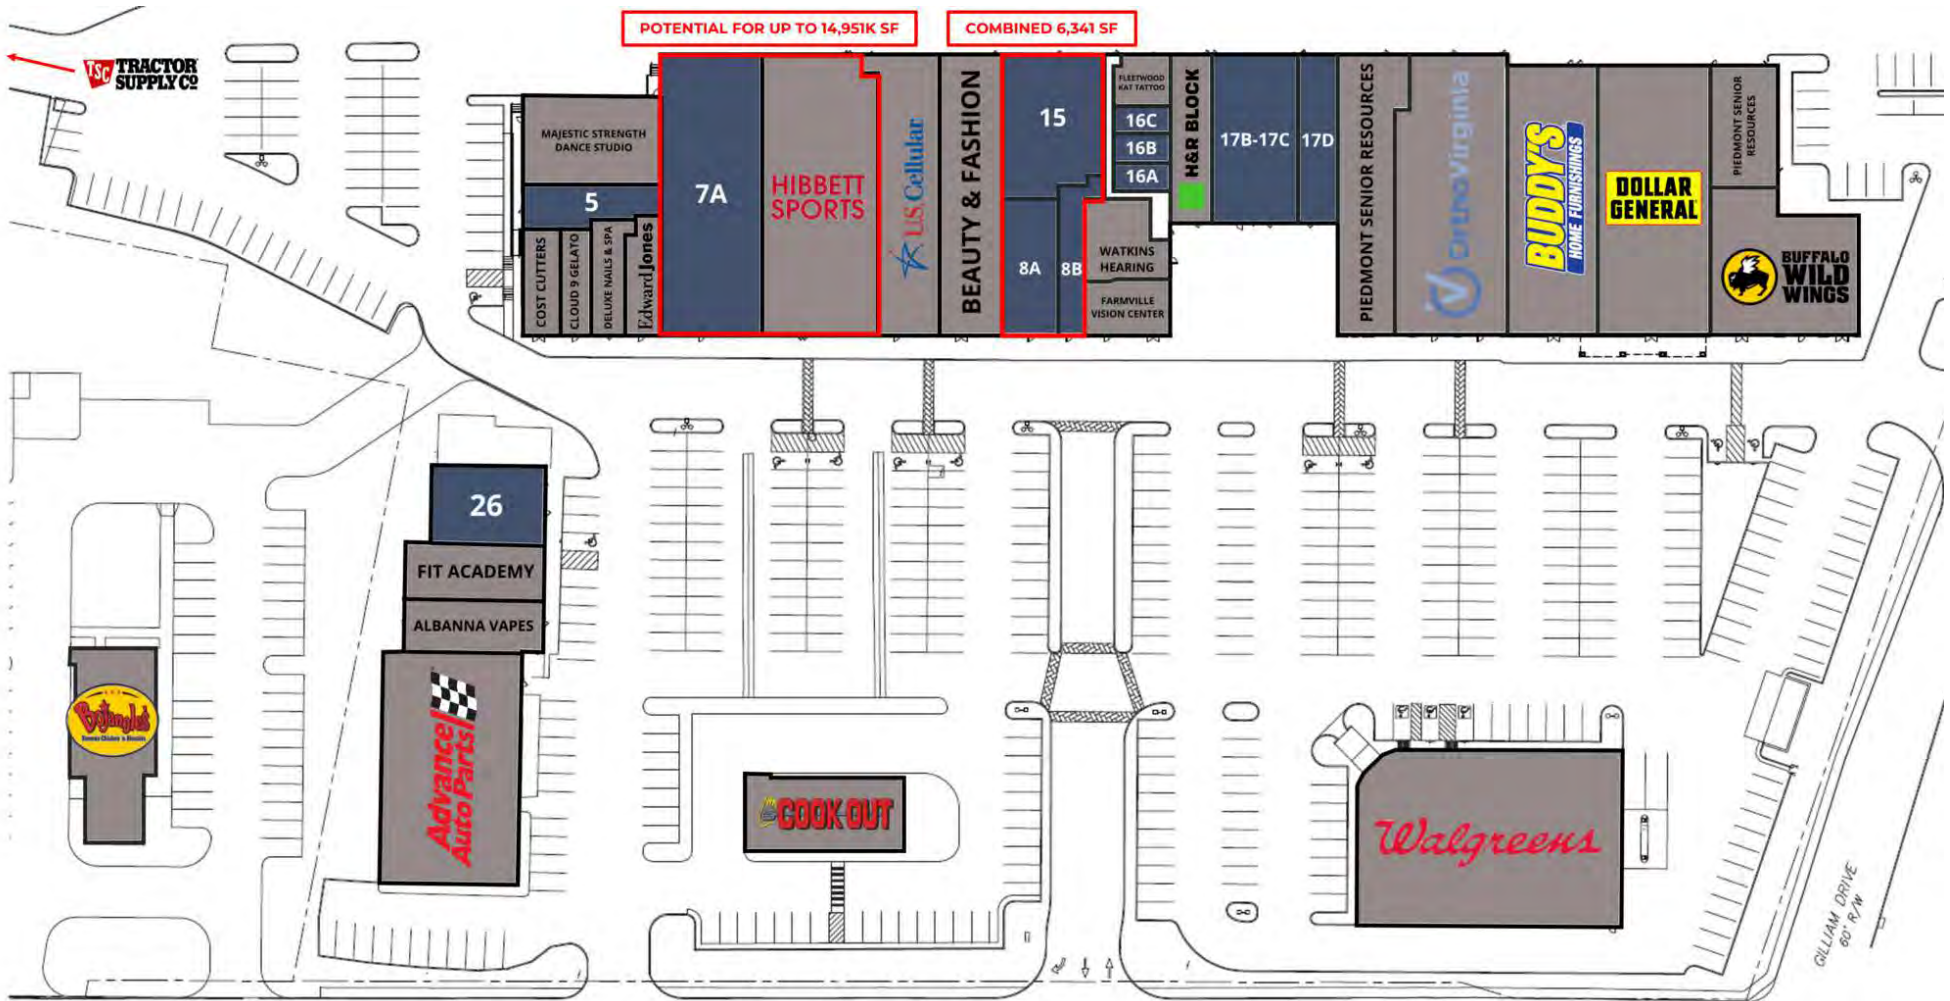 POTENTIAL FOR UP TO 14,951K SF
COMBINED 6,341 SF
TSC TRACTOR
SUPPLY CO
MAJESTIC STRENGTH
DANCE STUDIO
5
COST CUTTERS
CLOUD 9 GELATO
DELUXE NAILS & SPA
Edward Jones
7A
HIBBETT
SPORTS
U.S. Cellular
BEAUTY & FASHION
15
8A
8B
FLEETWOOD
KAT TATTOO
16C
16B
16A
WATKINS
HEARING
FARMVILLE
VISION CENTER
H&R BLOCK
17B-17C
17D
PIEDMONT SENIOR RESOURCES
OrthoVirginia
BUDDY'S
HOME FURNISHINGS
DOLLAR
GENERAL
PIEDMONT SENIOR
RESOURCES
BUFFALO
WILD
WINGS
26
FIT ACADEMY
ALBANNA VAPES
Advance
Auto Parts
Bojangles
COOK OUT
Walgreens
GILLIAM DRIVE
60' R/W